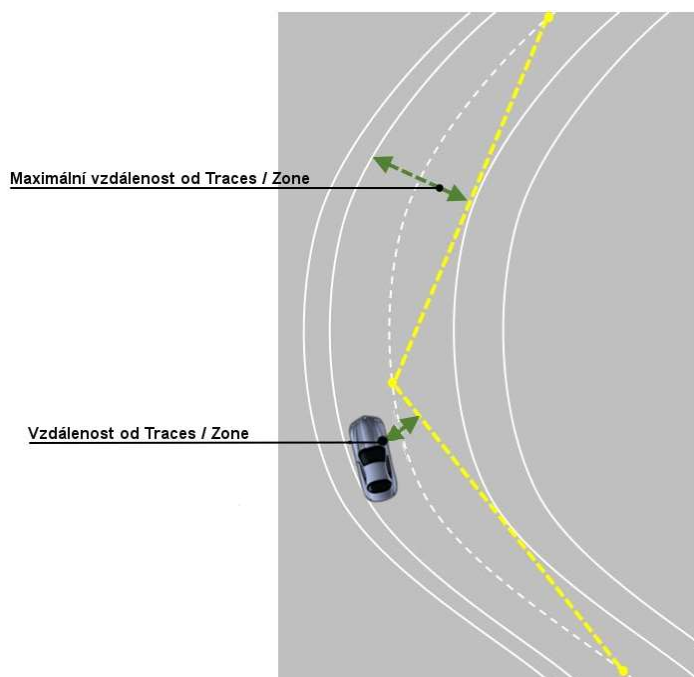 Maximální vzdálenost od Traces / Zone
Vzdálenost od Traces / Zone